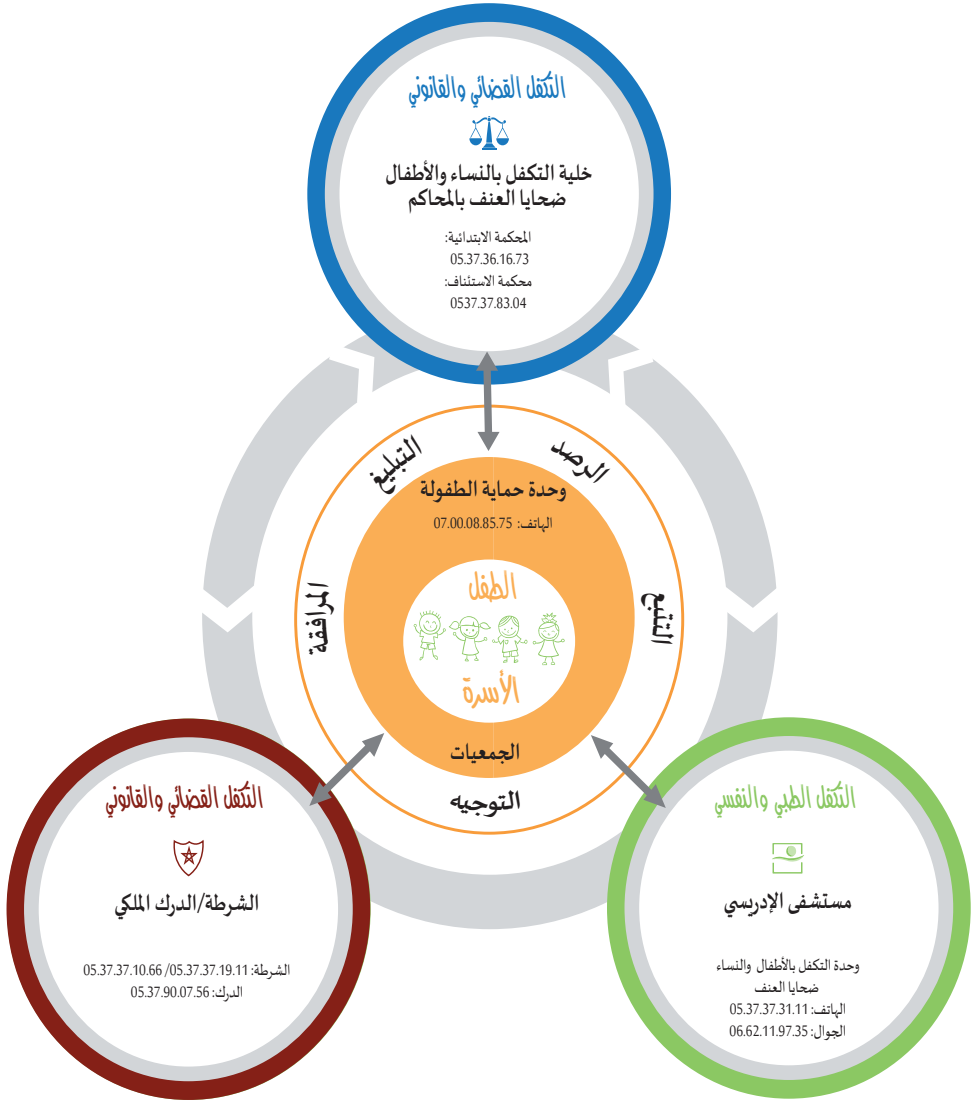 التكفل القضائي والقانوني
خلية التكفل بالنساء والأطفال
ضحايا العنف بالمحاكم
المحكمة الابتدائية:
05.37.36.16.73
محكمة الاستئناف:
0537.37.83.04
الرصد
التبليغ
وحدة حماية الطفولة
الهاتف: 07.00.08.85.75
الطفل
التتبع
المرافقة
الأسرة
الجمعيات
التوجيه
التكفل الطبي والنفسي
مستشفى الإدريسي
وحدة التكفل بالأطفال والنساء
ضحايا العنف
الهاتف: 05.37.37.31.11
الجوال: 06.62.11.97.35
التكفل القضائي والقانوني
الشرطة/الدرك الملكي
الشرطة: 05.37.37.19.11/ 05.37.37.10.66
الدرك: 05.37.90.07.56